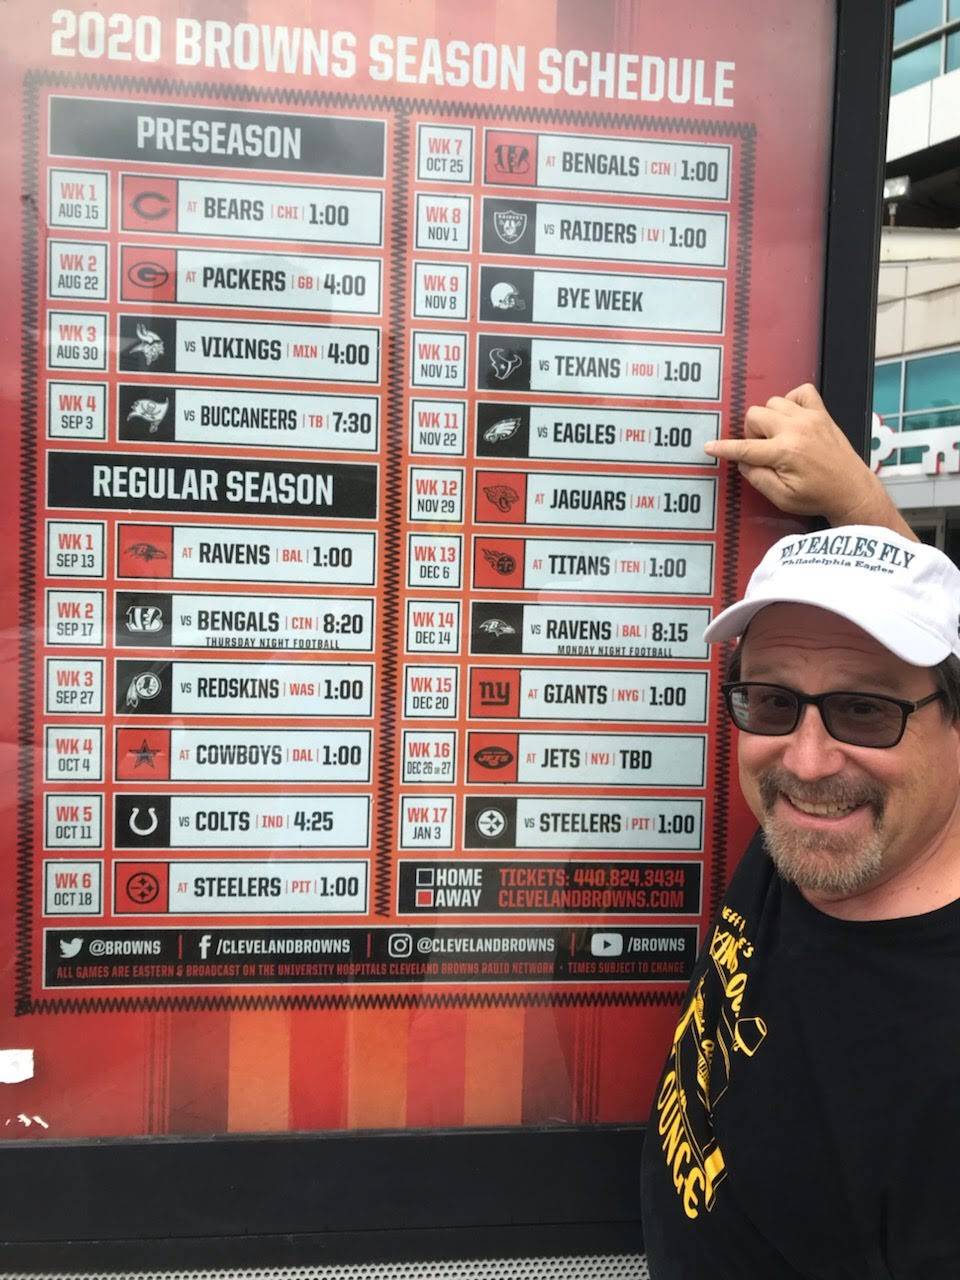 2020 BROWNS SEASON SCHEDULE
PRESEASON
WK 1 AUG 15 AT BEARS | CHI | 1:00
WK 2 AUG 22 AT PACKERS | GB | 4:00
WK 3 AUG 30 VS VIKINGS | MIN | 4:00
WK 4 SEP 3 VS BUCCANEERS | TB | 7:30
REGULAR SEASON
WK 1 SEP 13 AT RAVENS | BAL | 1:00
WK 2 SEP 17 VS BENGALS | CIN | 8:20
THURSDAY NIGHT FOOTBALL
WK 3 SEP 27 VS REDSKINS | WAS | 1:00
WK 4 OCT 4 AT COWBOYS | DAL | 1:00
WK 5 OCT 11 VS COLTS | IND | 4:25
WK 6 OCT 18 AT STEELERS | PIT | 1:00
WK 7 OCT 25 AT BENGALS | CIN | 1:00
WK 8 NOV 1 RAIDERS VS RAIDERS | LV | 1:00
WK 9 NOV 8 BYE WEEK
WK 10 NOV 15 VS TEXANS | HOU | 1:00
WK 11 NOV 22 VS EAGLES | PHI | 1:00
WK 12 NOV 29 AT JAGUARS | JAX | 1:00
WK 13 DEC 6 AT TITANS | TEN | 1:00
WK 14 DEC 14 VS RAVENS | BAL | 8:15
MONDAY NIGHT FOOTBALL
WK 15 DEC 20 ny AT GIANTS | NYG | 1:00
WK 16 DEC 26 OR 27 JETS AT JETS | NYJ | TBD
WK 17 JAN 3 VS STEELERS | PIT | 1:00
HOME TICKETS: 440.824.3434
AWAY CLEVELANDBROWNS.COM
@BROWNS | /CLEVELANDBROWNS | @CLEVELANDBROWNS | /BROWNS
ALL GAMES ARE EASTERN & BROADCAST ON THE UNIVERSITY HOSPITALS CLEVELAND BROWNS RADIO NETWORK • TIMES SUBJECT TO CHANGE
FLY EAGLES FLY
Philadelphia Eagles
OUNCE